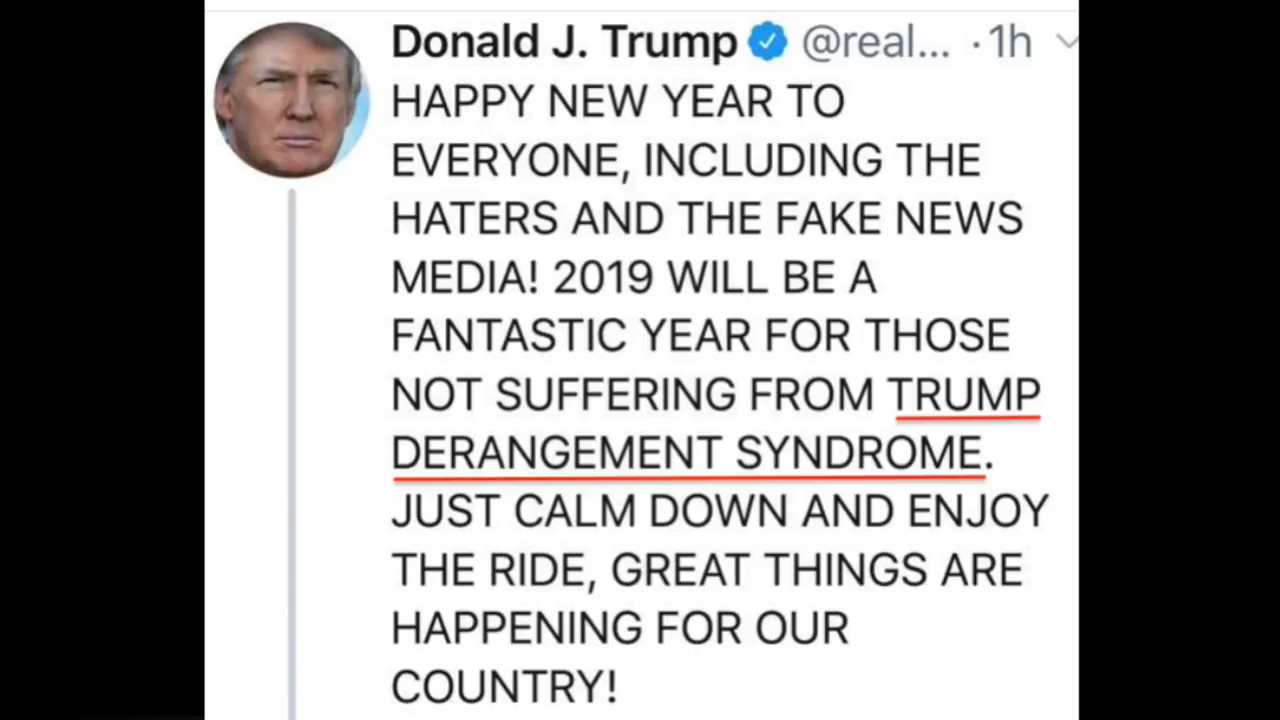 Donald J. Trump @real... · 1h
HAPPY NEW YEAR TO
EVERYONE, INCLUDING THE
HATERS AND THE FAKE NEWS
MEDIA! 2019 WILL BE A
FANTASTIC YEAR FOR THOSE
NOT SUFFERING FROM TRUMP
DERANGEMENT SYNDROME.
JUST CALM DOWN AND ENJOY
THE RIDE, GREAT THINGS ARE
HAPPENING FOR OUR
COUNTRY!